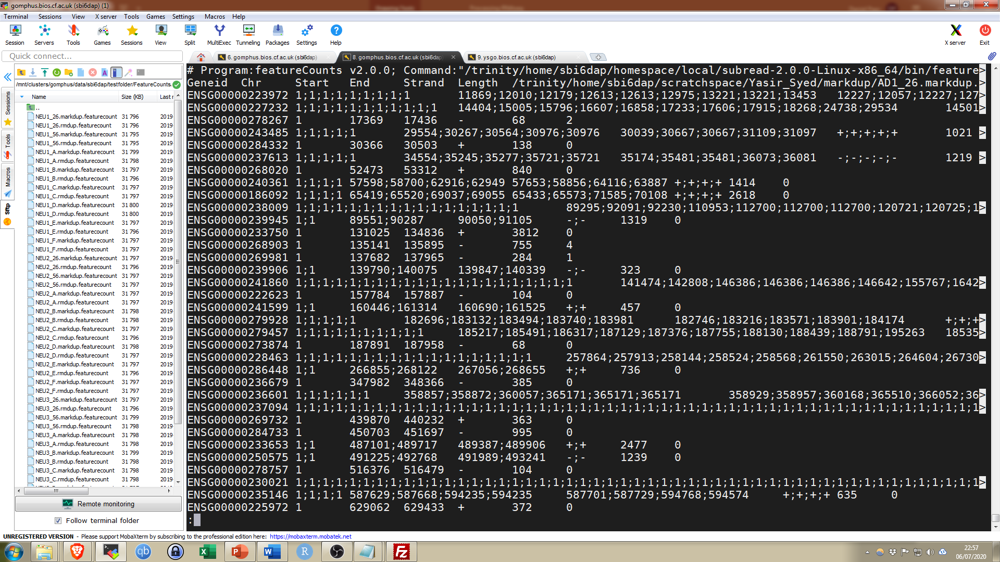 gomphus.bios.cf.ac.uk (sbi6dap) (1)
Terminal Sessions View X server Tools Games Settings Macros Help
Session Servers Tools Games Sessions View Split MultiExec Tunneling Packages Settings Help X server Exit
Quick connect...
6. gomphus.bios.cf.ac.uk (sbi6dap) 8. gomphus.bios.cf.ac.uk (sbi6dap) 9. ysgo.bios.cf.ac.uk (sbi6dap)
/mnt/clusters/gomphus/data/sbi6dap/testfolder/FeatureCounts
Name Size (KB) Last r
..
NEU1_26.markdup.featurecount 31 796 2019-
NEU1_26.rmdup.featurecount 31 796 2019-
NEU1_56.markdup.featurecount 31 795 2019-
NEU1_56.rmdup.featurecount 31 795 2019-
NEU1_A.markdup.featurecount 31 799 2019-
NEU1_A.rmdup.featurecount 31 798 2019-
NEU1_B.markdup.featurecount 31 797 2019-
NEU1_B.rmdup.featurecount 31 796 2019-
NEU1_C.markdup.featurecount 31 797 2019-
NEU1_C.rmdup.featurecount 31 797 2019-
NEU1_D.markdup.featurecount 31 800 2019-
NEU1_D.rmdup.featurecount 31 800 2019-
NEU1_E.markdup.featurecount 31 797 2019-
NEU1_E.rmdup.featurecount 31 796 2019-
NEU1_F.markdup.featurecount 31 797 2019-
NEU1_F.rmdup.featurecount 31 797 2019-
NEU2_26.markdup.featurecount 31 797 2019-
NEU2_26.rmdup.featurecount 31 796 2019-
NEU2_56.markdup.featurecount 31 797 2019-
NEU2_56.rmdup.featurecount 31 797 2019-
NEU2_A.markdup.featurecount 31 797 2019-
NEU2_A.rmdup.featurecount 31 797 2019-
NEU2_B.markdup.featurecount 31 798 2019-
NEU2_B.rmdup.featurecount 31 798 2019-
NEU2_C.markdup.featurecount 31 797 2019-
NEU2_C.rmdup.featurecount 31 796 2019-
NEU2_D.markdup.featurecount 31 798 2019-
NEU2_D.rmdup.featurecount 31 797 2019-
NEU2_E.markdup.featurecount 31 797 2019-
NEU2_E.rmdup.featurecount 31 796 2019-
NEU2_F.markdup.featurecount 31 797 2019-
NEU2_F.rmdup.featurecount 31 797 2019-
NEU3_26.markdup.featurecount 31 797 2019-
NEU3_26.rmdup.featurecount 31 796 2019-
NEU3_56.markdup.featurecount 31 799 2019-
NEU3_56.rmdup.featurecount 31 798 2019-
NEU3_A.markdup.featurecount 31 798 2019-
NEU3_A.rmdup.featurecount 31 798 2019-
NEU3_B.markdup.featurecount 31 799 2019-
NEU3_B.rmdup.featurecount 31 798 2019-
NEU3_C.markdup.featurecount 31 798 2019-
NEU3_C.rmdup.featurecount 31 798 2019-
Sessions
Tools
Macros
Sftp
Remote monitoring
Follow terminal folder
# Program:featureCounts v2.0.0; Command:"/trinity/home/sbi6dap/homespace/local/subread-2.0.0-Linux-x86_64/bin/feature>
Geneid Chr Start End Strand Length /trinity/home/sbi6dap/scratchspace/Yasir_Syed/markdup/AD1_26.markdup.>
ENSG00000223972 1;1;1;1;1;1;1;1;1 11869;12010;12179;12613;12613;12975;13221;13221;13453 12227;12057;12227;127>
ENSG00000227232 1;1;1;1;1;1;1;1;1;1;1 14404;15005;15796;16607;16858;17233;17606;17915;18268;24738;29534 14501>
ENSG00000278267 1 17369 17436 - 68 2
ENSG00000243485 1;1;1;1;1 29554;30267;30564;30976;30976 30039;30667;30667;31109;31097 +;+;+;+;+ 1021 >
ENSG00000284332 1 30366 30503 + 138 0
ENSG00000237613 1;1;1;1;1 34554;35245;35277;35721;35721 35174;35481;35481;36073;36081 -;-;-;-;- 1219 >
ENSG00000268020 1 52473 53312 + 840 0
ENSG00000240361 1;1;1;1 57598;58700;62916;62949 57653;58856;64116;63887 +;+;+;+ 1414 0
ENSG00000186092 1;1;1;1 65419;65520;69037;69055 65433;65573;71585;70108 +;+;+;+ 2618 0
ENSG00000238009 1;1;1;1;1;1;1;1;1;1;1;1;1;1;1;1;1 89295;92091;92230;110953;112700;112700;112700;120721;120725;1>
ENSG00000239945 1;1 89551;90287 90050;91105 -;- 1319 0
ENSG00000233750 1 131025 134836 + 3812 0
ENSG00000268903 1 135141 135895 - 755 4
ENSG00000269981 1 137682 137965 - 284 1
ENSG00000239906 1;1 139790;140075 139847;140339 -;- 323 0
ENSG00000241860 1;1;1;1;1;1;1;1;1;1;1;1;1;1;1;1;1;1;1;1;1 141474;142808;146386;146386;146386;146642;155767;1642>
ENSG00000222623 1 157784 157887 - 104 0
ENSG00000241599 1;1 160446;161314 160690;161525 +;+ 457 0
ENSG00000279928 1;1;1;1;1 182696;183132;183494;183740;183981 182746;183216;183571;183901;184174 +;+;+>
ENSG00000279457 1;1;1;1;1;1;1;1;1;1 185217;185491;186317;187129;187376;187755;188130;188439;188791;195263 18535>
ENSG00000273874 1 187891 187958 - 68 0
ENSG00000228463 1;1;1;1;1;1;1;1;1;1;1;1;1;1;1;1;1;1 257864;257913;258144;258524;258568;261550;263015;264604;26730>
ENSG00000286448 1;1 266855;268122 267056;268655 +;+ 736 0
ENSG00000236679 1 347982 348366 - 385 0
ENSG00000236601 1;1;1;1;1;1 358857;358872;360057;365171;365171;365171 358929;358957;360168;365510;366052;36>
ENSG00000237094 1;1;1;1;1;1;1;1;1;1;1;1;1;1;1;1;1;1;1;1;1;1;1;1;1;1;1;1;1;1;1;1;1;1;1;1;1;1;1;1;1;1;1;1;1;1;1;1;1;1;1>
ENSG00000269732 1 439870 440232 + 363 0
ENSG00000284733 1 450703 451697 - 995 0
ENSG00000233653 1;1 487101;489717 489387;489906 +;+ 2477 0
ENSG00000250575 1;1 491225;492768 491989;493241 -;- 1239 0
ENSG00000278757 1 516376 516479 - 104 0
ENSG00000230021 1;1;1;1;1;1;1;1;1;1;1;1;1;1;1;1;1;1;1;1;1;1;1;1;1;1;1;1;1;1;1;1;1;1;1;1;1;1;1;1;1;1;1;1;1;1;1;1;1;1;1>
ENSG00000235146 1;1;1;1 587629;587668;594235;594235 587701;587729;594768;594574 +;+;+;+ 635 0
ENSG00000225972 1 629062 629433 + 372 0
:
UNREGISTERED VERSION - Please support MobaXterm by subscribing to the professional edition here: https://mobaxterm.mobatek.net
22:57
06/07/2020